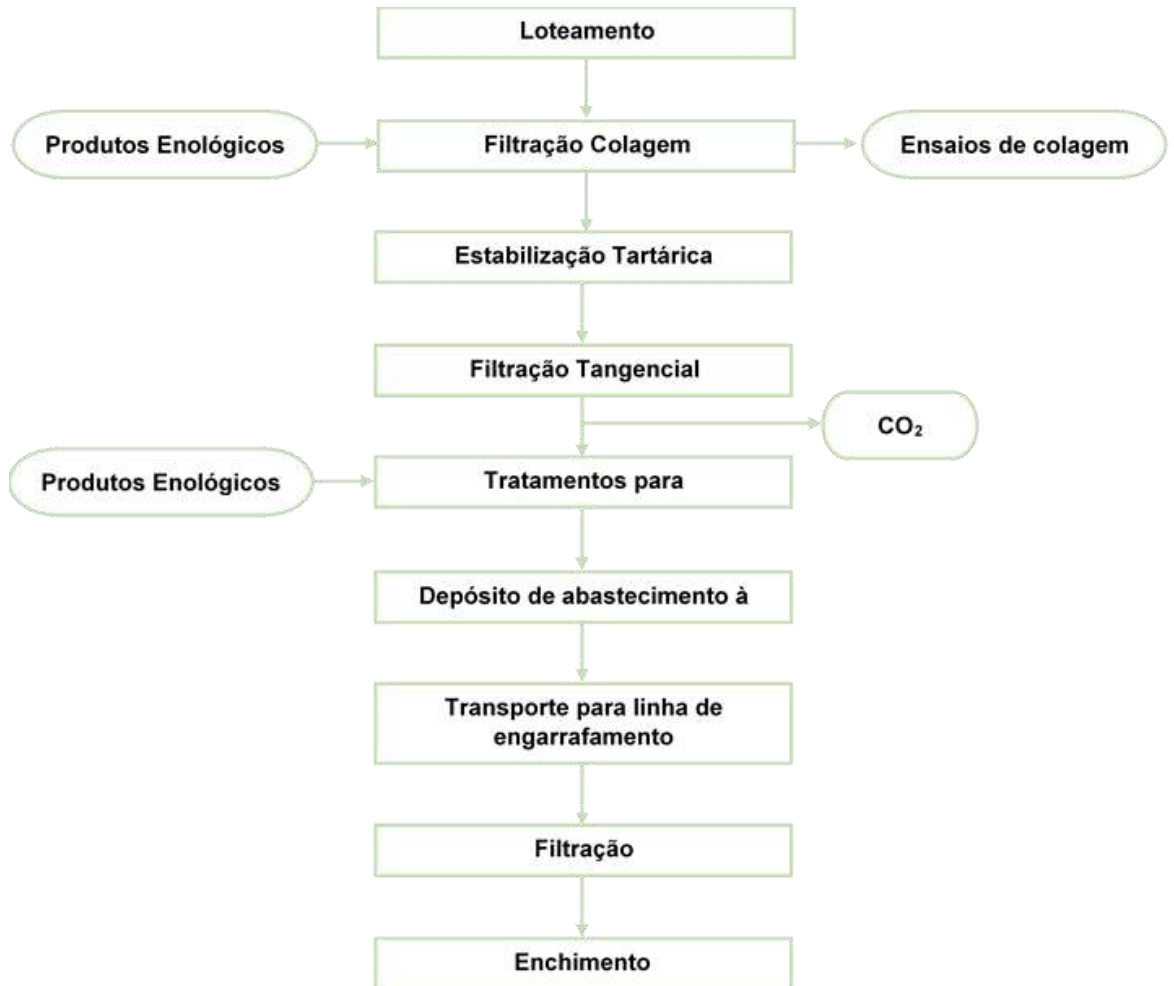 Loteamento
Produtos Enológicos
Filtração Colagem
Ensaios de colagem
Estabilização Tartárica
Filtração Tangencial
CO₂
Produtos Enológicos
Tratamentos para
Depósito de abastecimento à
Transporte para linha de
engarrafamento
Filtração
Enchimento